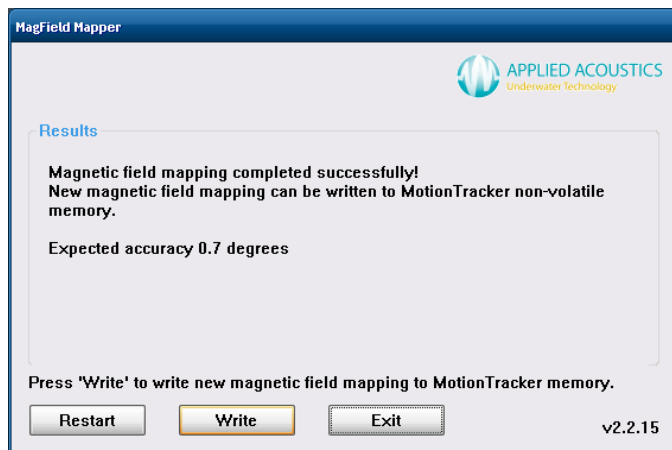 MagField Mapper
APPLIED ACOUSTICS
Underwater Technology
Results
Magnetic field mapping completed successfully!
New magnetic field mapping can be written to MotionTracker non-volatile
memory.
Expected accuracy 0.7 degrees
Press 'Write' to write new magnetic field mapping to MotionTracker memory.
Restart Write Exit v2.2.15